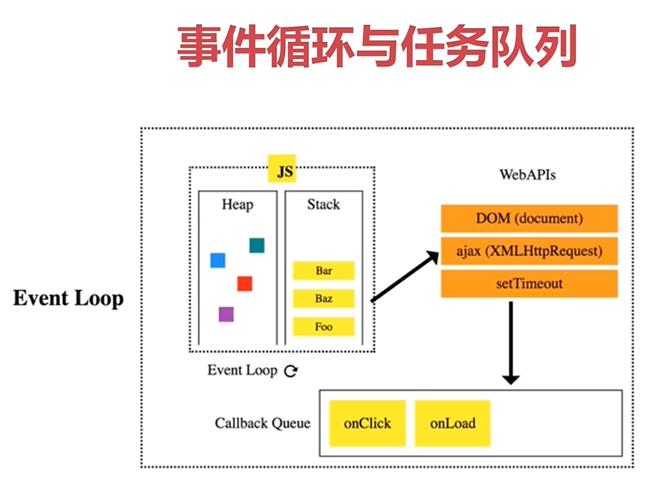 事件循环与任务队列
JS
WebAPIs
Heap
Stack
DOM (document)
ajax (XMLHttpRequest)
setTimeout
Bar
Baz
Foo
Event Loop
Event Loop
Callback Queue
onClick
onLoad